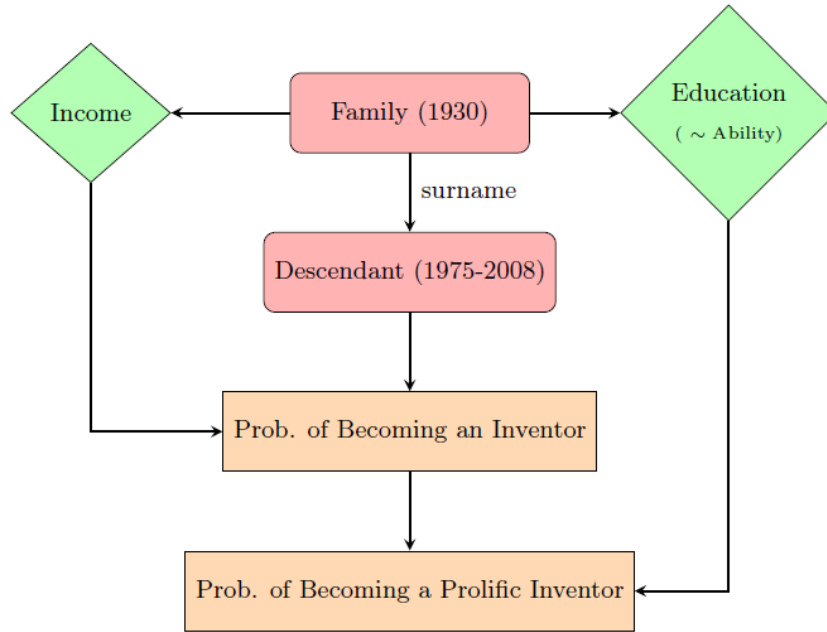 Income
Family (1930)
Education
( ∼ Ability)
surname
Descendant (1975-2008)
Prob. of Becoming an Inventor
Prob. of Becoming a Prolific Inventor